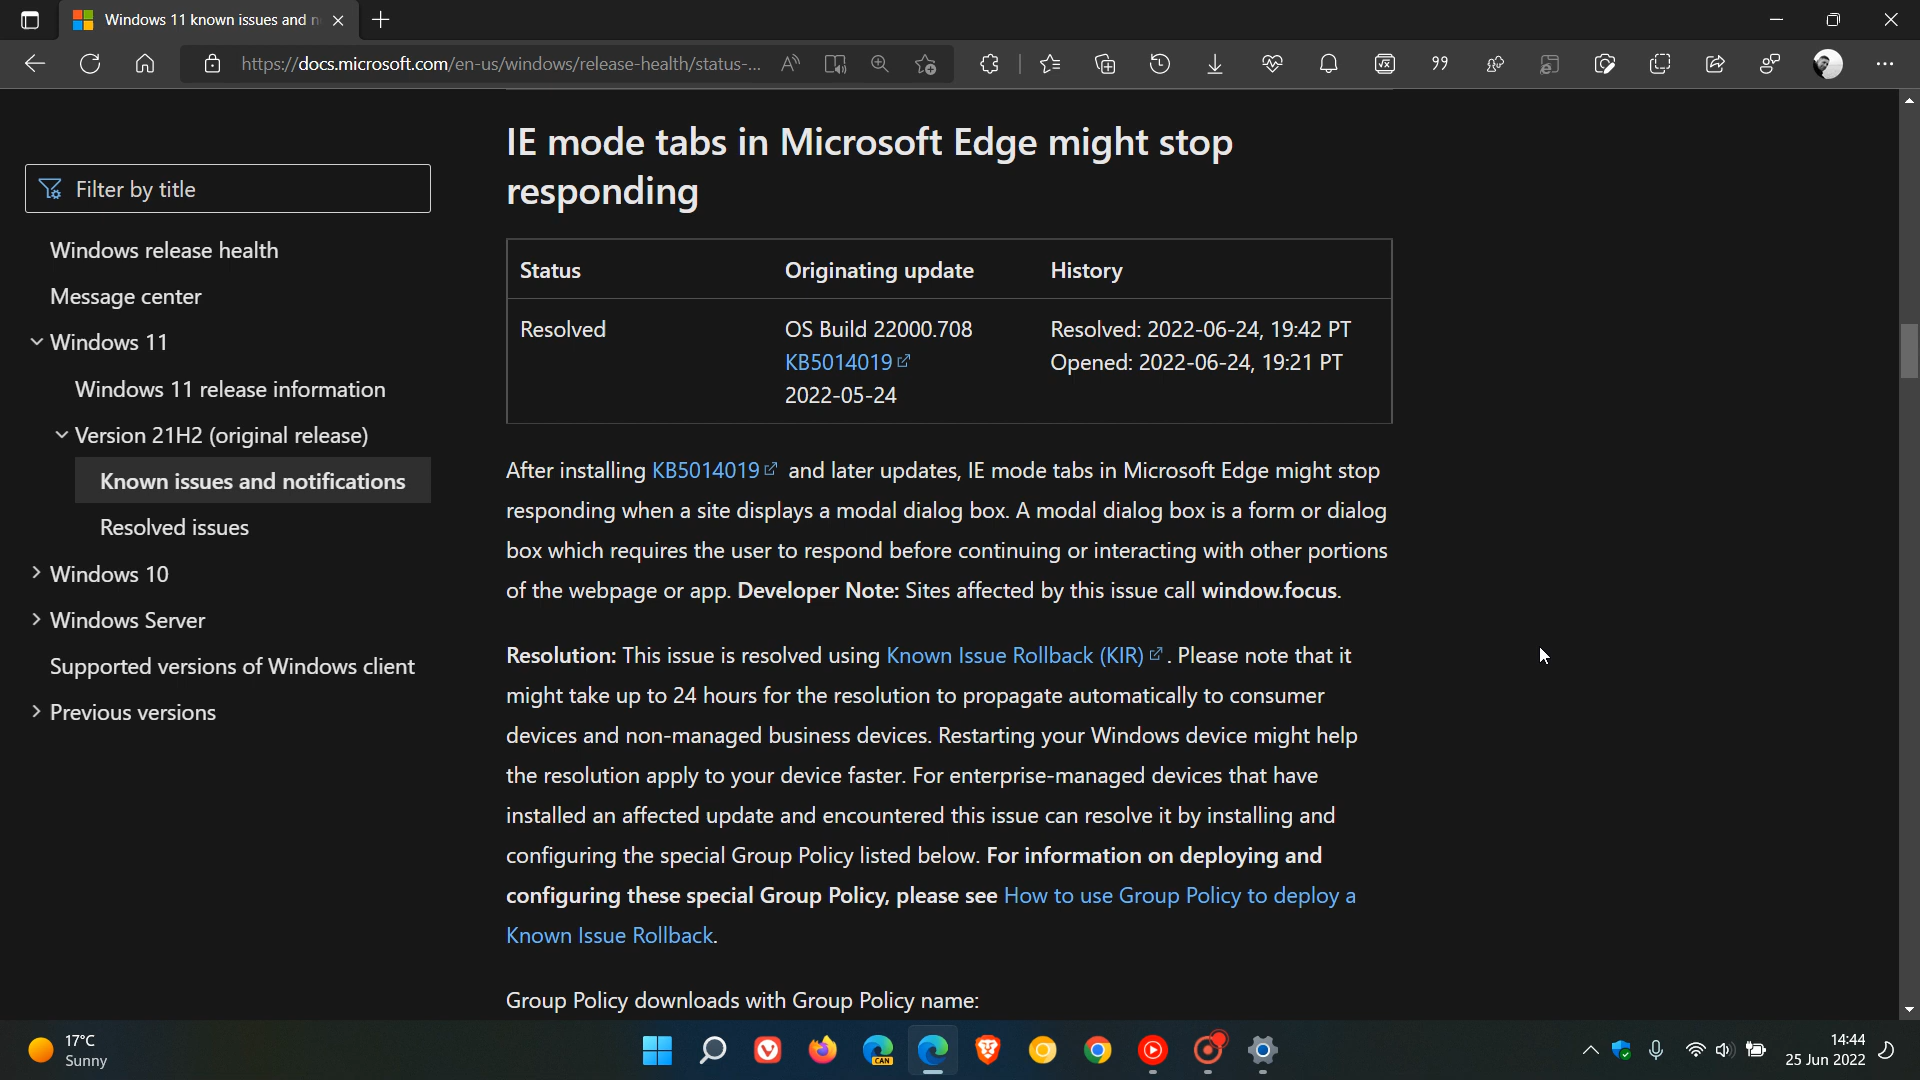 Windows 11 known issues and n
https://docs.microsoft.com/en-us/windows/release-health/status-...
Filter by title
Windows release health
Message center
Windows 11
Windows 11 release information
Version 21H2 (original release)
Known issues and notifications
Resolved issues
Windows 10
Windows Server
Supported versions of Windows client
Previous versions
IE mode tabs in Microsoft Edge might stop
responding
Status Originating update History
Resolved OS Build 22000.708 Resolved: 2022-06-24, 19:42 PT
KB5014019 Opened: 2022-06-24, 19:21 PT
2022-05-24
After installing KB5014019 and later updates, IE mode tabs in Microsoft Edge might stop
responding when a site displays a modal dialog box. A modal dialog box is a form or dialog
box which requires the user to respond before continuing or interacting with other portions
of the webpage or app. Developer Note: Sites affected by this issue call window.focus.
Resolution: This issue is resolved using Known Issue Rollback (KIR) . Please note that it
might take up to 24 hours for the resolution to propagate automatically to consumer
devices and non-managed business devices. Restarting your Windows device might help
the resolution apply to your device faster. For enterprise-managed devices that have
installed an affected update and encountered this issue can resolve it by installing and
configuring the special Group Policy listed below. For information on deploying and
configuring these special Group Policy, please see How to use Group Policy to deploy a
Known Issue Rollback.
Group Policy downloads with Group Policy name:
17°C
Sunny
CAN
14:44
25 Jun 2022